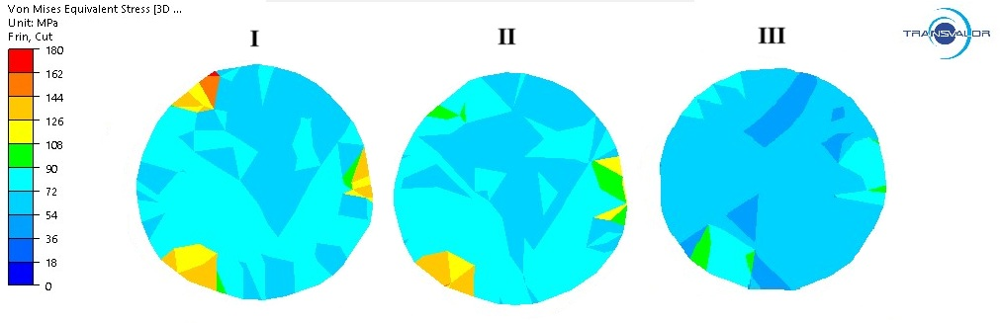 Von Mises Equivalent Stress [3D ...
Unit: MPa
Frin, Cut
180
162
144
126
108
90
72
54
36
18
0
I
II
III
TRANSVALOR